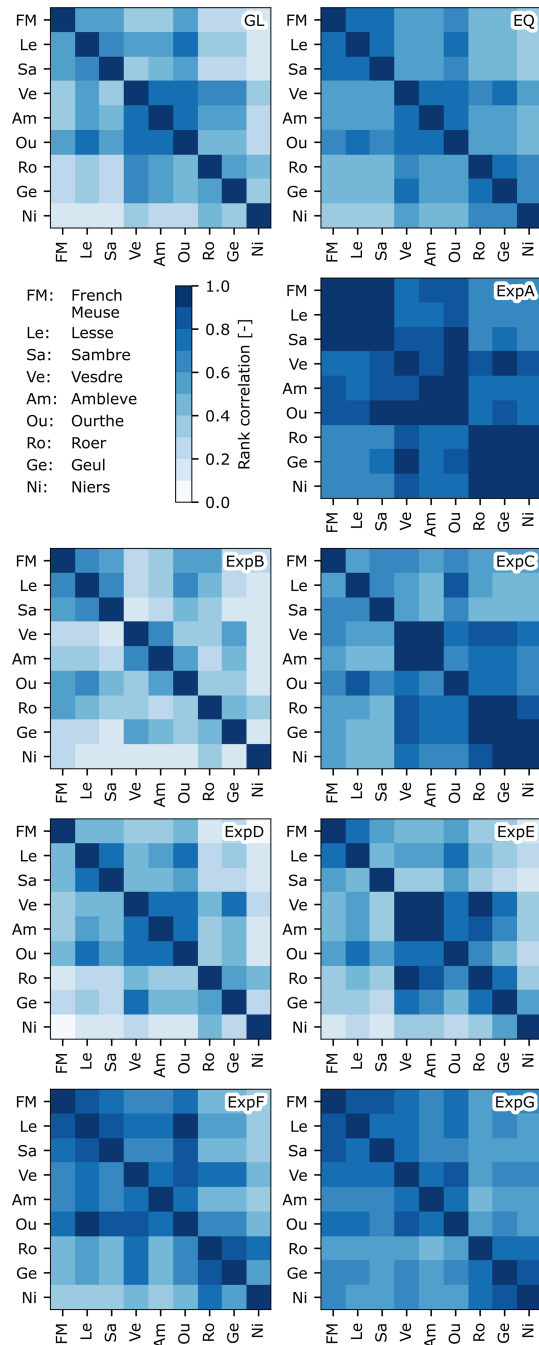 GL
FM
Le
Sa
Ve
Am
Ou
Ro
Ge
Ni
FM Le Sa Ve Am Ou Ro Ge Ni
EQ
FM
Le
Sa
Ve
Am
Ou
Ro
Ge
Ni
FM Le Sa Ve Am Ou Ro Ge Ni
FM: French
Meuse
Le: Lesse
Sa: Sambre
Ve: Vesdre
Am: Ambleve
Ou: Ourthe
Ro: Roer
Ge: Geul
Ni: Niers
1.0
0.8
0.6
0.4
0.2
0.0
Rank correlation [-]
ExpA
FM
Le
Sa
Ve
Am
Ou
Ro
Ge
Ni
FM Le Sa Ve Am Ou Ro Ge Ni
ExpB
FM
Le
Sa
Ve
Am
Ou
Ro
Ge
Ni
FM Le Sa Ve Am Ou Ro Ge Ni
ExpC
FM
Le
Sa
Ve
Am
Ou
Ro
Ge
Ni
FM Le Sa Ve Am Ou Ro Ge Ni
ExpD
FM
Le
Sa
Ve
Am
Ou
Ro
Ge
Ni
FM Le Sa Ve Am Ou Ro Ge Ni
ExpE
FM
Le
Sa
Ve
Am
Ou
Ro
Ge
Ni
FM Le Sa Ve Am Ou Ro Ge Ni
ExpF
FM
Le
Sa
Ve
Am
Ou
Ro
Ge
Ni
FM Le Sa Ve Am Ou Ro Ge Ni
ExpG
FM
Le
Sa
Ve
Am
Ou
Ro
Ge
Ni
FM Le Sa Ve Am Ou Ro Ge Ni